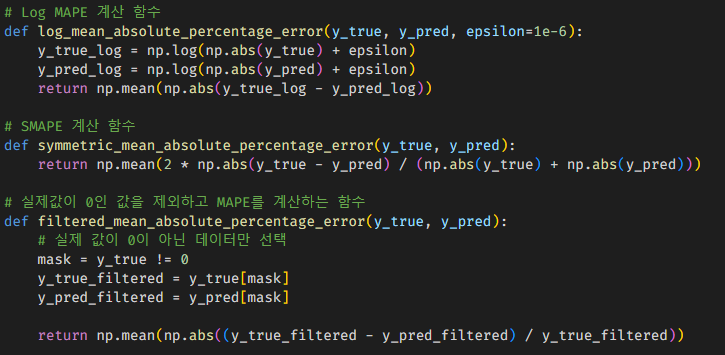 # Log MAPE 계산 함수
def log_mean_absolute_percentage_error(y_true, y_pred, epsilon=1e-6):
    y_true_log = np.log(np.abs(y_true) + epsilon)
    y_pred_log = np.log(np.abs(y_pred) + epsilon)
    return np.mean(np.abs(y_true_log - y_pred_log))

# SMAPE 계산 함수
def symmetric_mean_absolute_percentage_error(y_true, y_pred):
    return np.mean(2 * np.abs(y_true - y_pred) / (np.abs(y_true) + np.abs(y_pred)))

# 실제값이 0인 값을 제외하고 MAPE를 계산하는 함수
def filtered_mean_absolute_percentage_error(y_true, y_pred):
    # 실제 값이 0이 아닌 데이터만 선택
    mask = y_true != 0
    y_true_filtered = y_true[mask]
    y_pred_filtered = y_pred[mask]

    return np.mean(np.abs((y_true_filtered - y_pred_filtered) / y_true_filtered))